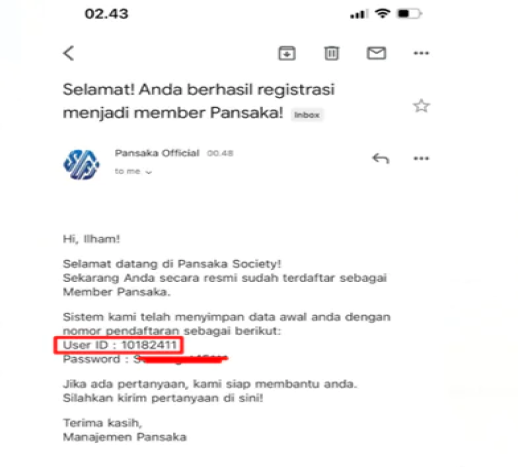 02.43
Selamat! Anda berhasil registrasi
menjadi member Pansaka! Inbox
Pansaka Official 00.48
to me
Hi, Ilham!
Selamat datang di Pansaka Society!
Sekarang Anda secara resmi sudah terdaftar sebagai
Member Pansaka.
Sistem kami telah menyimpan data awal anda dengan
nomor pendaftaran sebagai berikut:
User ID : 10182411
Password :
Jika ada pertanyaan, kami siap membantu anda.
Silahkan kirim pertanyaan di sini!
Terima kasih,
Manajemen Pansaka